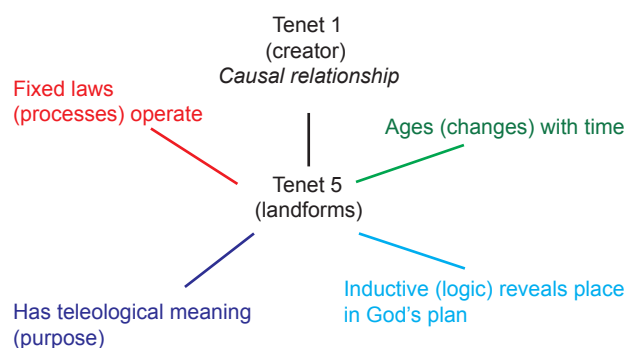 Tenet 1
(creator)
Causal relationship
Fixed laws
(processes) operate
Ages (changes) with time
Tenet 5
(landforms)
Has teleological meaning
(purpose)
Inductive (logic) reveals place
in God’s plan